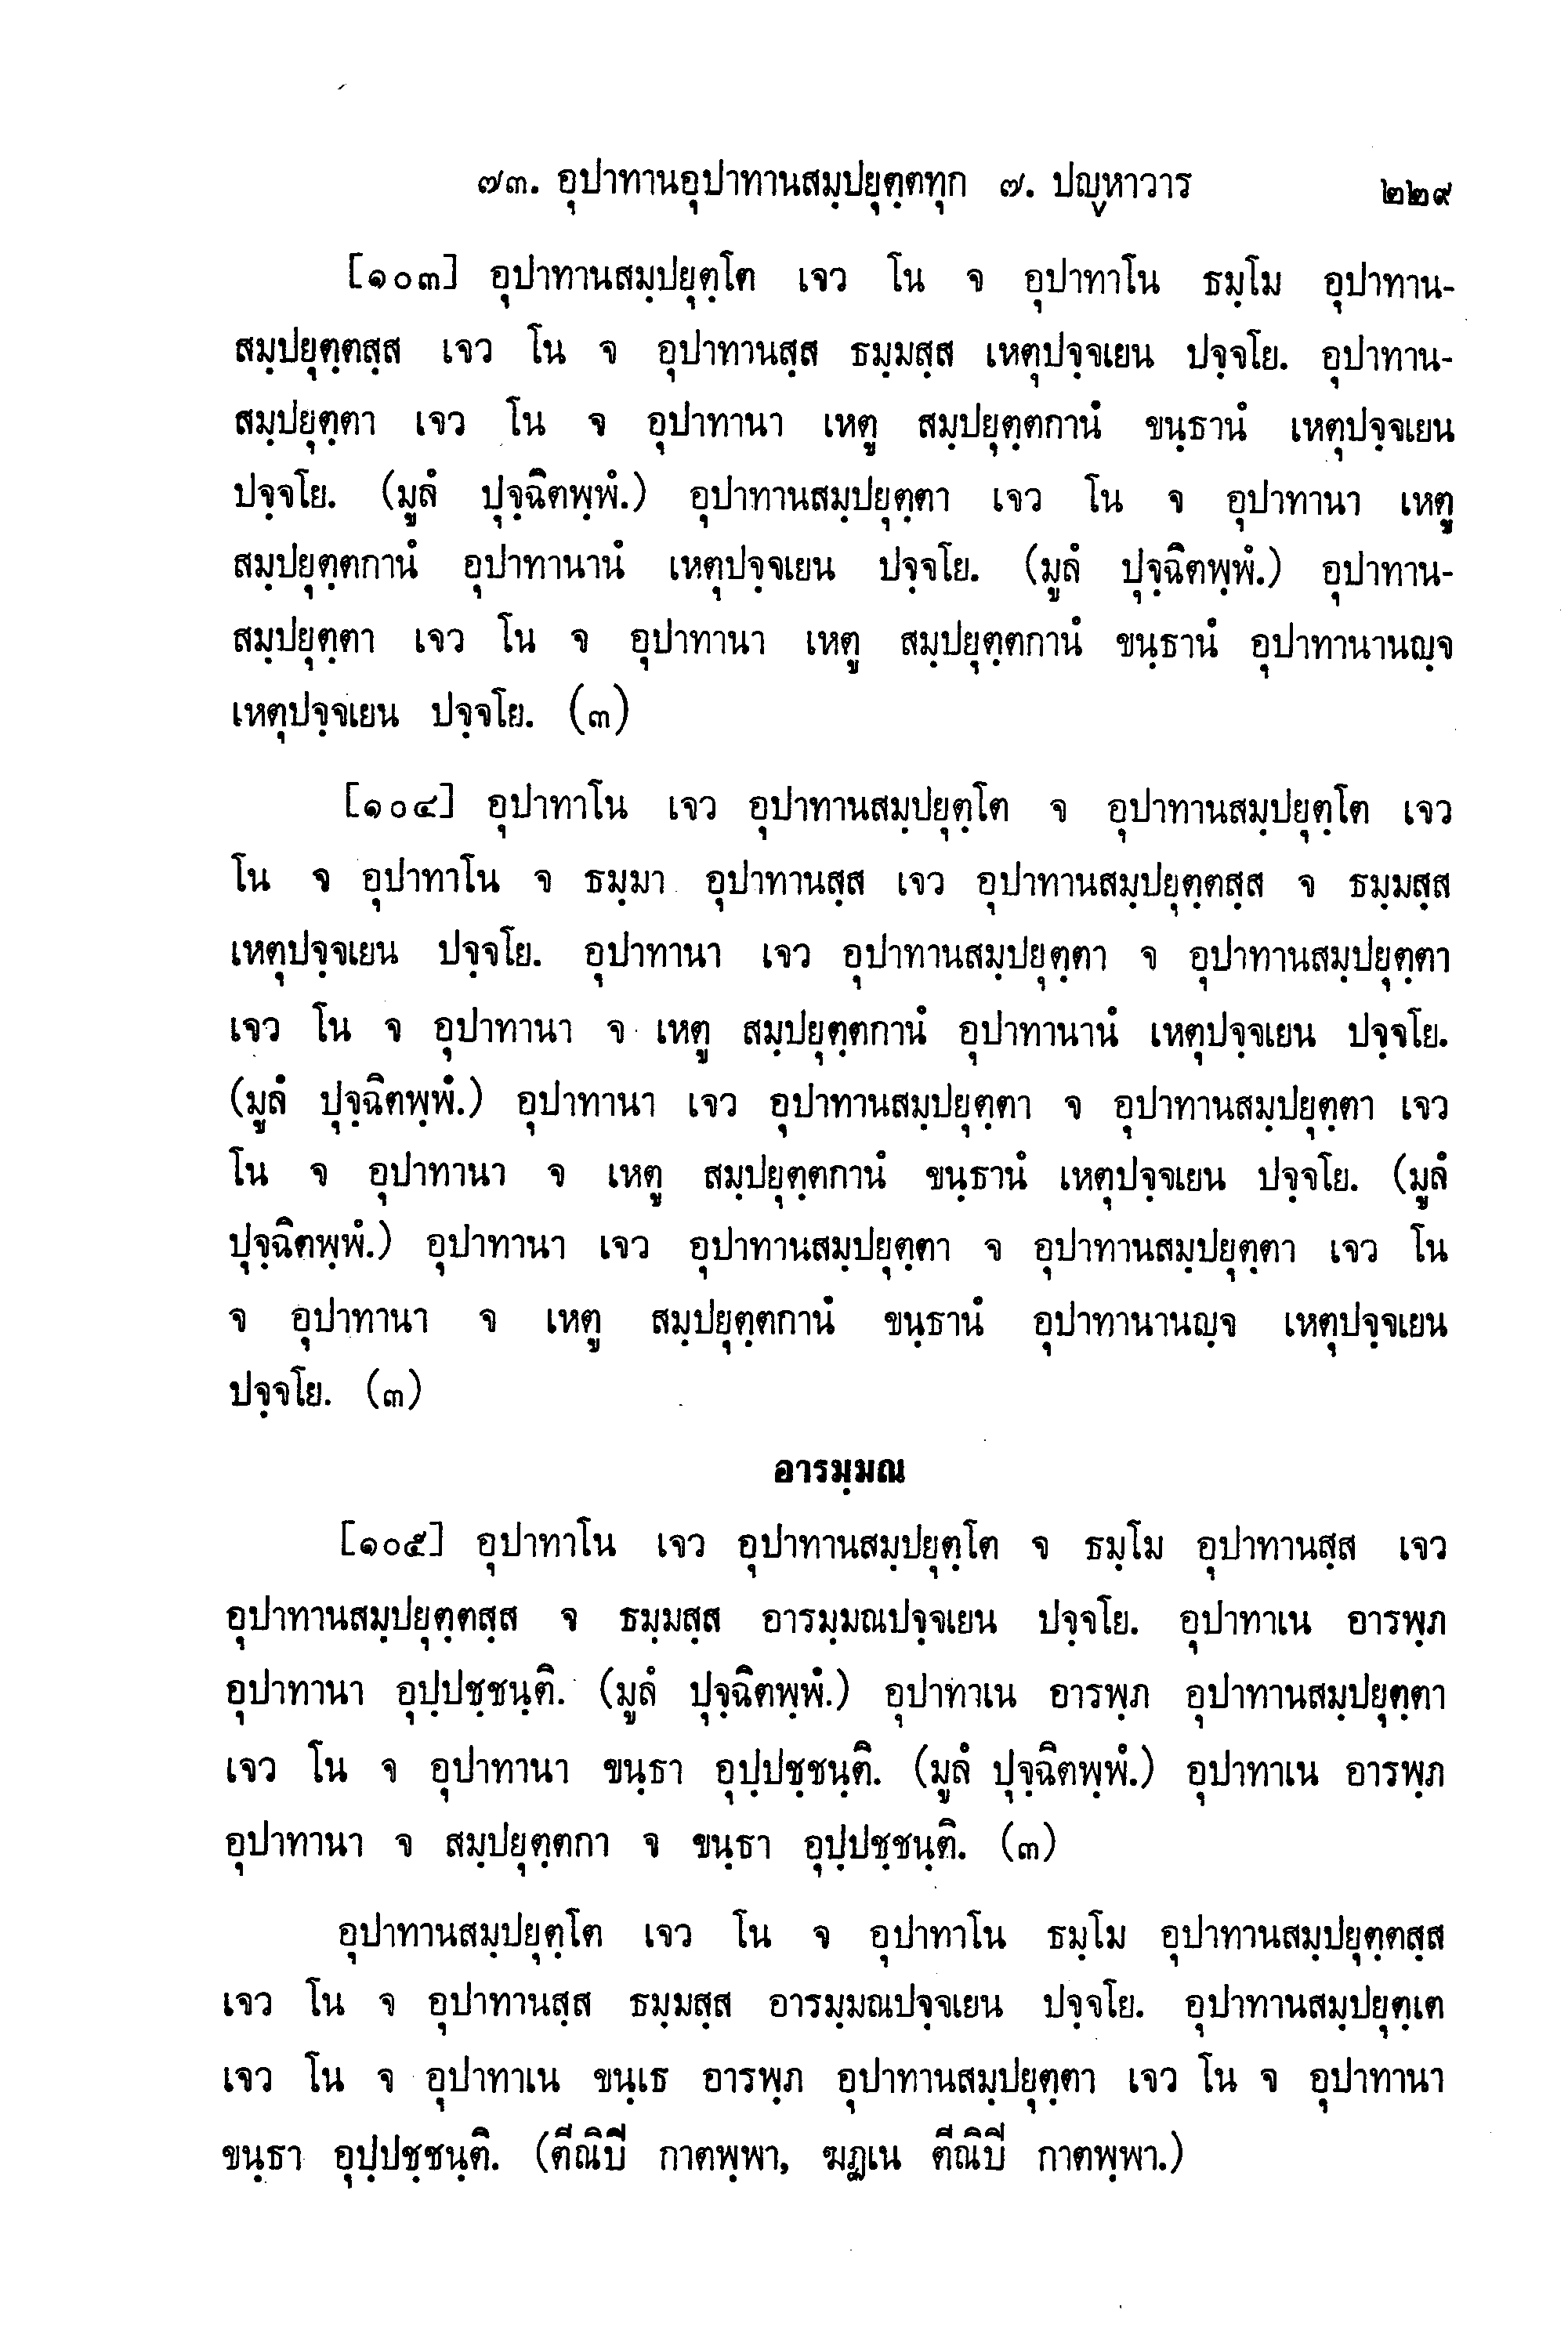 ๗๓. อุปาทานอุปาทานสมฺปยุตฺตทุก ๗. ปญฺหาวาร ๒๒๙
[๑๐๓] อุปาทานสมฺปยุตฺโต เจว โน จ อุปาทาโน ธมฺโม อุปาทาน-
สมฺปยุตฺตสฺส เจว โน จ อุปาทานสฺส ธมฺมสฺส เหตุปจฺจเยน ปจฺจโย. อุปาทาน-
สมฺปยุตฺตา เจว โน จ อุปาทานา เหตู สมฺปยุตฺตกานํ ขนฺธานํ เหตุปจฺจเยน
ปจฺจโย. (มูลํ ปุจฺฉิตพฺพํ.) อุปาทานสมฺปยุตฺตา เจว โน จ อุปาทานา เหตู
สมฺปยุตฺตกานํ อุปาทานานํ เหตุปจฺจเยน ปจฺจโย. (มูลํ ปุจฺฉิตพฺพํ.) อุปาทาน-
สมฺปยุตฺตา เจว โน จ อุปาทานา เหตู สมฺปยุตฺตกานํ ขนฺธานํ อุปาทานานญฺจ
เหตุปจฺจเยน ปจฺจโย. (๓)
[๑๐๔] อุปาทาโน เจว อุปาทานสมฺปยุตฺโต จ อุปาทานสมฺปยุตฺโต เจว
โน จ อุปาทาโน จ ธมฺมา อุปาทานสฺส เจว อุปาทานสมฺปยุตฺตสฺส จ ธมฺมสฺส
เหตุปจฺจเยน ปจฺจโย. อุปาทานา เจว อุปาทานสมฺปยุตฺตา จ อุปาทานสมฺปยุตฺตา
เจว โน จ อุปาทานา จ เหตู สมฺปยุตฺตกานํ อุปาทานานํ เหตุปจฺจเยน ปจฺจโย.
(มูลํ ปุจฺฉิตพฺพํ.) อุปาทานา เจว อุปาทานสมฺปยุตฺตา จ อุปาทานสมฺปยุตฺตา เจว
โน จ อุปาทานา จ เหตู สมฺปยุตฺตกานํ ขนฺธานํ เหตุปจฺจเยน ปจฺจโย. (มูลํ
ปุจฺฉิตพฺพํ.) อุปาทานา เจว อุปาทานสมฺปยุตฺตา จ อุปาทานสมฺปยุตฺตา เจว โน
จ อุปาทานา จ เหตู สมฺปยุตฺตกานํ ขนฺธานํ อุปาทานานญฺจ เหตุปจฺจเยน
ปจฺจโย. (๓)
อารมฺมณ
[๑๐๕] อุปาทาโน เจว อุปาทานสมฺปยุตฺโต จ ธมฺโม อุปาทานสฺส เจว
อุปาทานสมฺปยุตฺตสฺส จ ธมฺมสฺส อารมฺมณปจฺจเยน ปจฺจโย. อุปาทาเน อารพฺภ
อุปาทานา อุปฺปชฺชนฺติ. (มูลํ ปุจฺฉิตพฺพํ.) อุปาทาเน อารพฺภ อุปาทานสมฺปยุตฺตา
เจว โน จ อุปาทานา ขนฺธา อุปฺปชฺชนฺติ. (มูลํ ปุจฺฉิตพฺพํ.) อุปาทาเน อารพฺภ
อุปาทานา จ สมฺปยุตฺตกา จ ขนฺธา อุปฺปชฺชนฺติ. (๓)
อุปาทานสมฺปยุตฺโต เจว โน จ อุปาทาโน ธมฺโม อุปาทานสมฺปยุตฺตสฺส
เจว โน จ อุปาทานสฺส ธมฺมสฺส อารมฺมณปจฺจเยน ปจฺจโย. อุปาทานสมฺปยุตฺเต
เจว โน จ อุปาทาเน ขนฺเธ อารพฺภ อุปาทานสมฺปยุตฺตา เจว โน จ อุปาทานา
ขนฺธา อุปฺปชฺชนฺติ. (ตีณิปี กาตพฺพา, ฆฏเน ตีณิปี กาตพฺพา.)